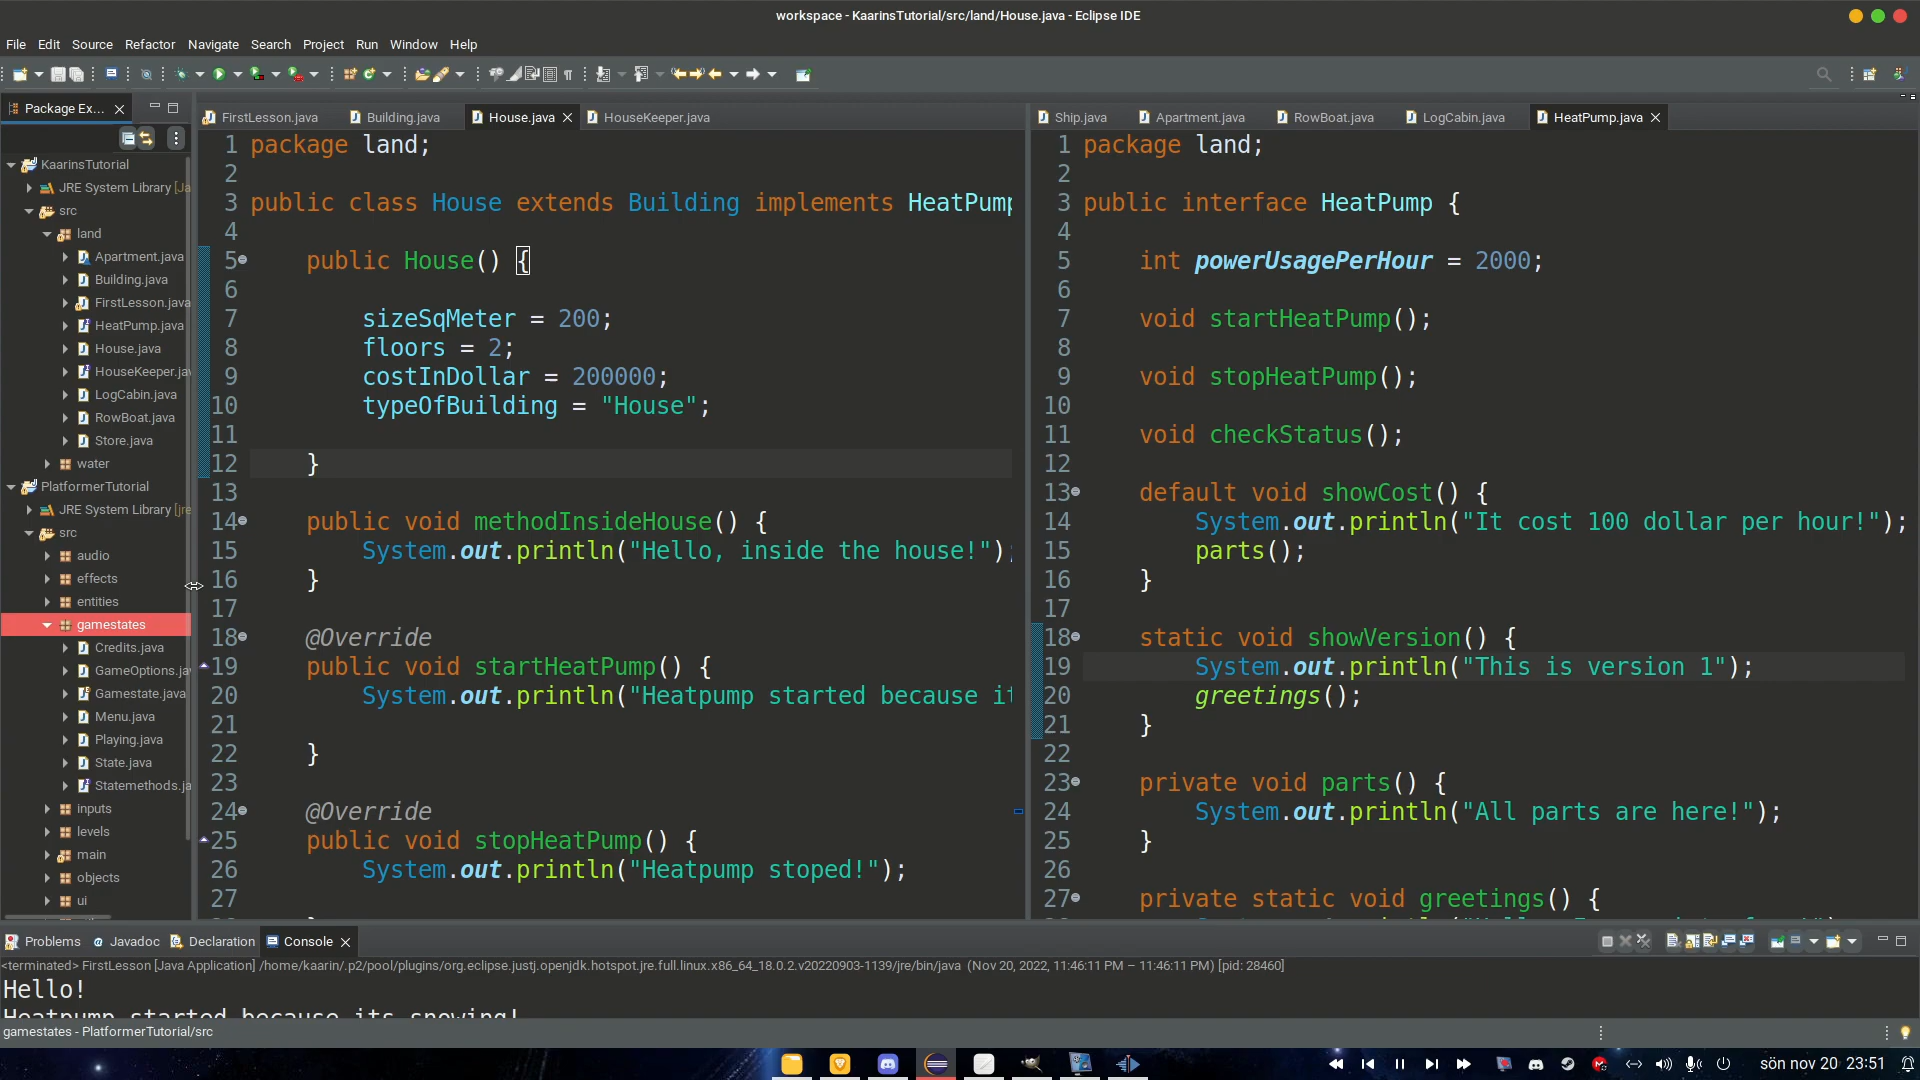 workspace - KaarinsTutorial/src/land/House.java - Eclipse IDE
File Edit Source Refactor Navigate Search Project Run Window Help
Package Ex...
KaarinsTutorial
JRE System Library [Ja
src
land
Apartment.java
Building.java
FirstLesson.java
HeatPump.java
House.java
HouseKeeper.jav
LogCabin.java
RowBoat.java
Store.java
water
PlatformerTutorial
JRE System Library [jre
src
audio
effects
entities
gamestates
Credits.java
GameOptions.jav
Gamestate.java
Menu.java
Playing.java
State.java
Statemethods.ja
inputs
levels
main
objects
ui
FirstLesson.java Building.java House.java HouseKeeper.java
1 package land;
2
3 public class House extends Building implements HeatPump
4
5 public House() {
6
7 sizeSqMeter = 200;
8 floors = 2;
9 costInDollar = 200000;
10 typeOfBuilding = "House";
11
12 }
13
14 public void methodInsideHouse() {
15 System.out.println("Hello, inside the house!");
16 }
17
18 @Override
19 public void startHeatPump() {
20 System.out.println("Heatpump started because it
21
22 }
23
24 @Override
25 public void stopHeatPump() {
26 System.out.println("Heatpump stoped!");
27
Ship.java Apartment.java RowBoat.java LogCabin.java HeatPump.java
1 package land;
2
3 public interface HeatPump {
4
5 int powerUsagePerHour = 2000;
6
7 void startHeatPump();
8
9 void stopHeatPump();
10
11 void checkStatus();
12
13 default void showCost() {
14 System.out.println("It cost 100 dollar per hour!");
15 parts();
16 }
17
18 static void showVersion() {
19 System.out.println("This is version 1");
20 greetings();
21 }
22
23 private void parts() {
24 System.out.println("All parts are here!");
25 }
26
27 private static void greetings() {
Problems Javadoc Declaration Console
<terminated> FirstLesson [Java Application] /home/kaarin/.p2/pool/plugins/org.eclipse.justj.openjdk.hotspot.jre.full.linux.x86_64_18.0.2.v20220903-1139/jre/bin/java (Nov 20, 2022, 11:46:11 PM – 11:46:11 PM) [pid: 28460]
Hello!
Heatpump started because its snowing!
gamestates - PlatformerTutorial/src
sön nov 20 23:51